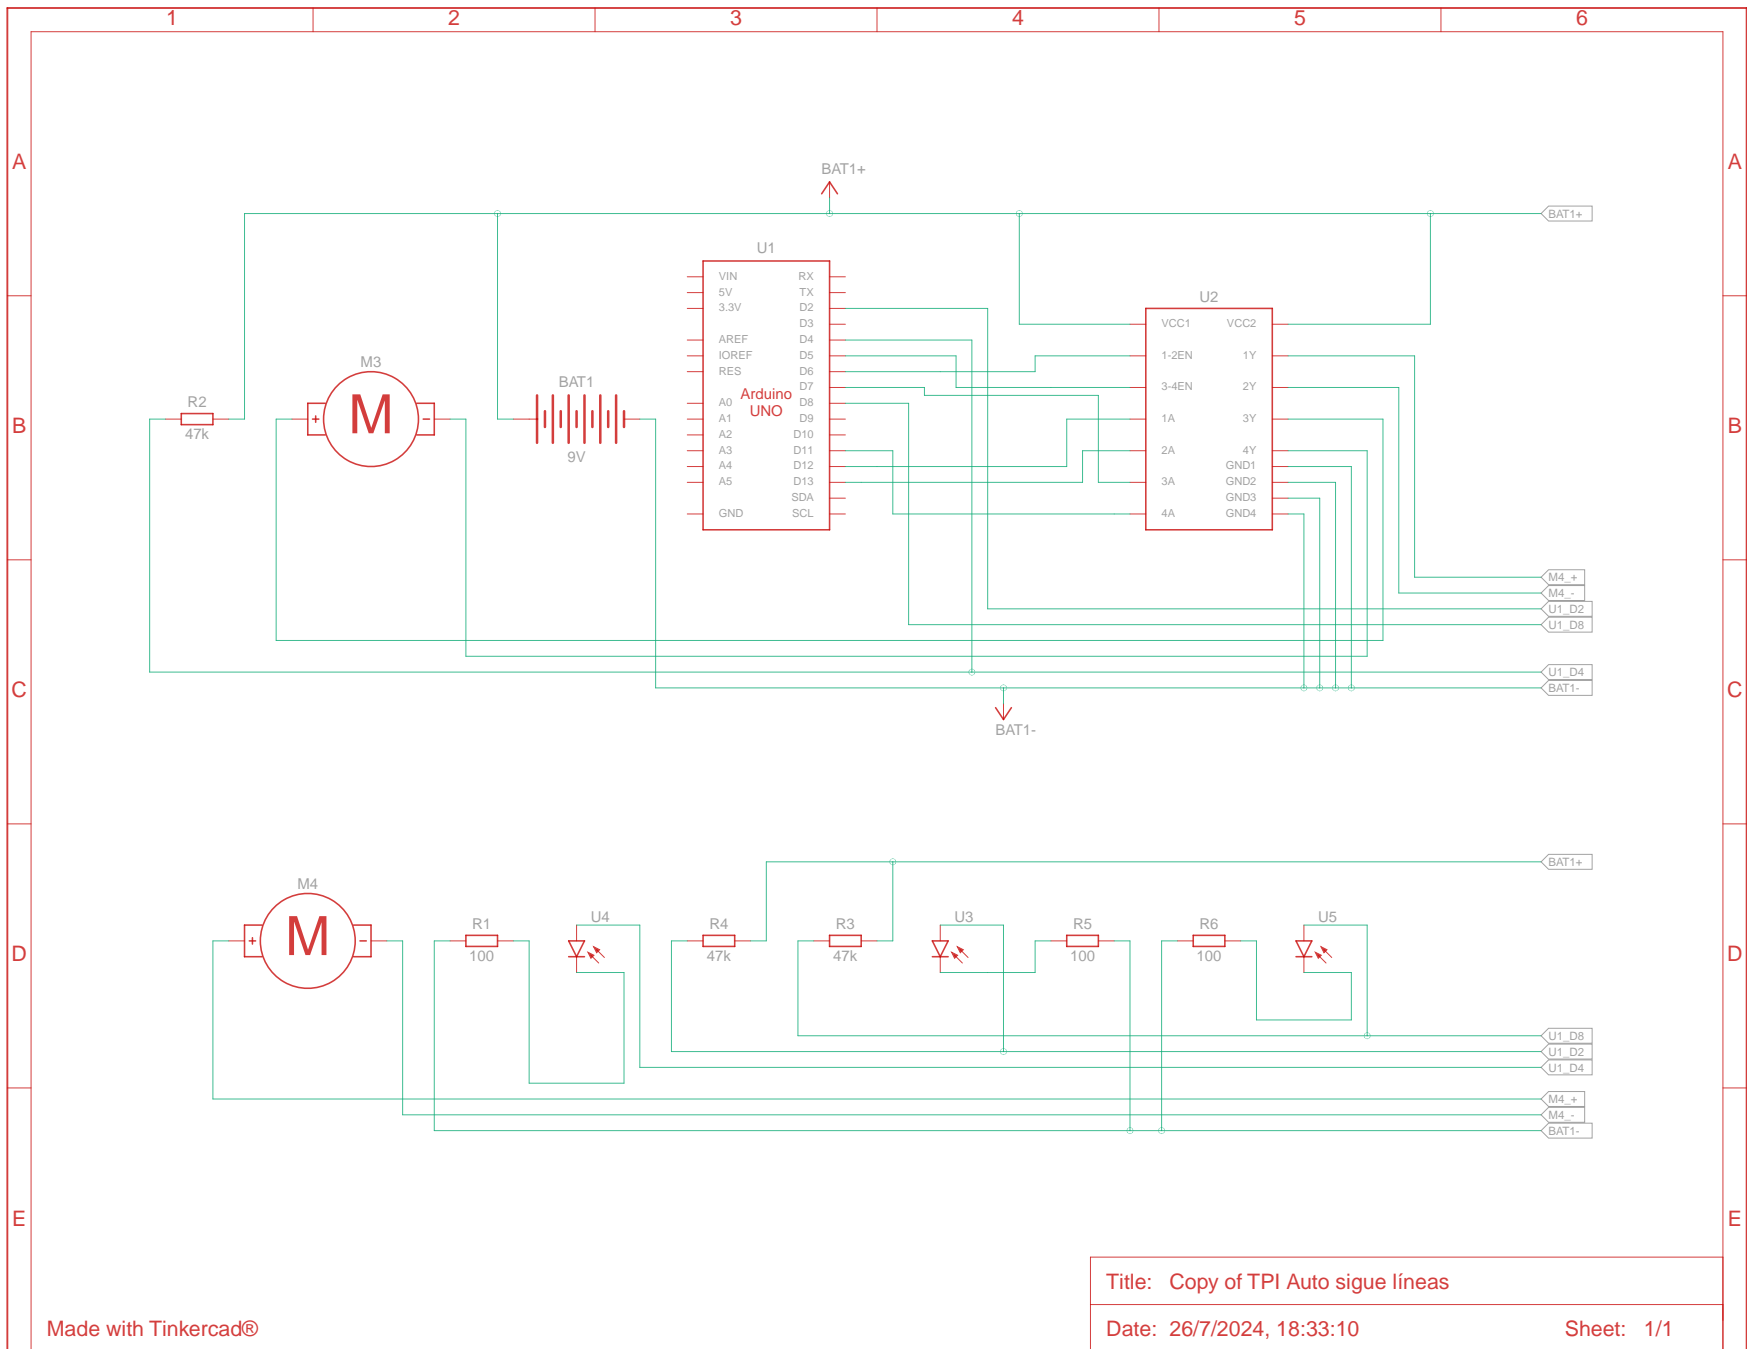 1 2 3 4 5 6
A A
BAT1+
BAT1+
U1
VIN RX
5V TX
3.3V D2
D3
AREF D4
IOREF D5
RES D6
D7
Arduino
UNO
A0 D8
A1 D9
A2 D10
A3 D11
A4 D12
A5 D13
SDA
GND SCL
U2
VCC1 VCC2
1-2EN 1Y
3-4EN 2Y
1A 3Y
2A 4Y
GND1
3A GND2
GND3
4A GND4
M3
+ M -
R2
47k
BAT1
9V
B B
M4_+
M4_-
U1_D2
U1_D8
U1_D4
BAT1-
C C
BAT1-
BAT1+
M4
+ M -
R1
100
U4
R4
47k
R3
47k
U3
R5
100
R6
100
U5
D D
U1_D8
U1_D2
U1_D4
M4_+
M4_-
BAT1-
E E
Title: Copy of TPI Auto sigue líneas
Made with Tinkercad®
Date: 26/7/2024, 18:33:10 Sheet: 1/1